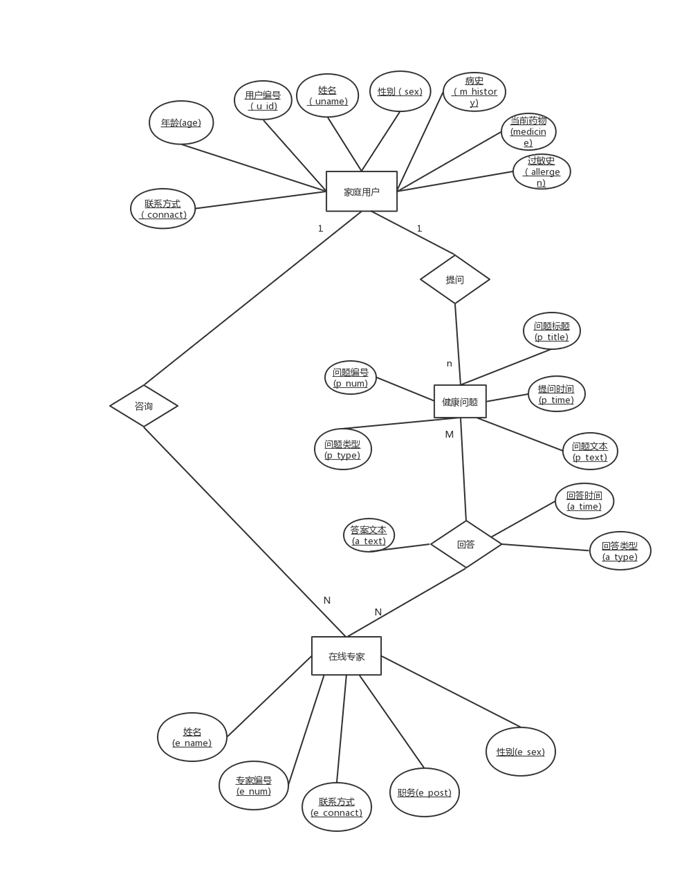 病史
（m_histor
y)
姓名
（uname)
性别（sex)
用户编号
（u_id)
年龄(age)
当前药物
(medicin
e)
过敏史
（allerge
n)
家庭用户
联系方式
（connact)
1
1
提问
问题标题
(p_title)
n
问题编号
(p_num)
提问时间
(p_time)
健康问题
咨询
M
问题类型
(p_type)
问题文本
(p_text)
回答时间
(a_time)
答案文本
(a_text)
回答
回答类型
(a_type)
N
N
在线专家
姓名
(e_name)
性别(e_sex)
专家编号
(e_num)
联系方式
(e_connact)
职务(e_post)